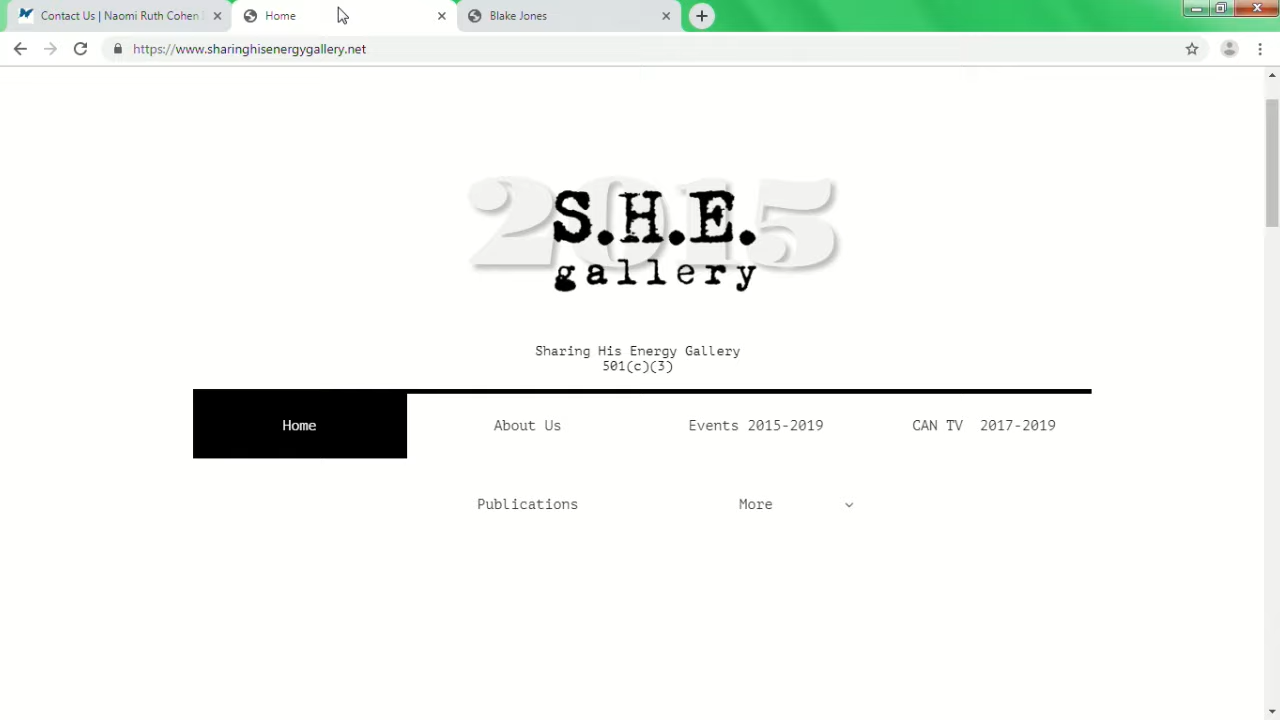 Contact Us | Naomi Ruth Cohen
Home
Blake Jones
https://www.sharinghisenergygallery.net
2015
S.H.E.
gallery
Sharing His Energy Gallery
501(c)(3)
Home
About Us
Events 2015-2019
CAN TV 2017-2019
Publications
More